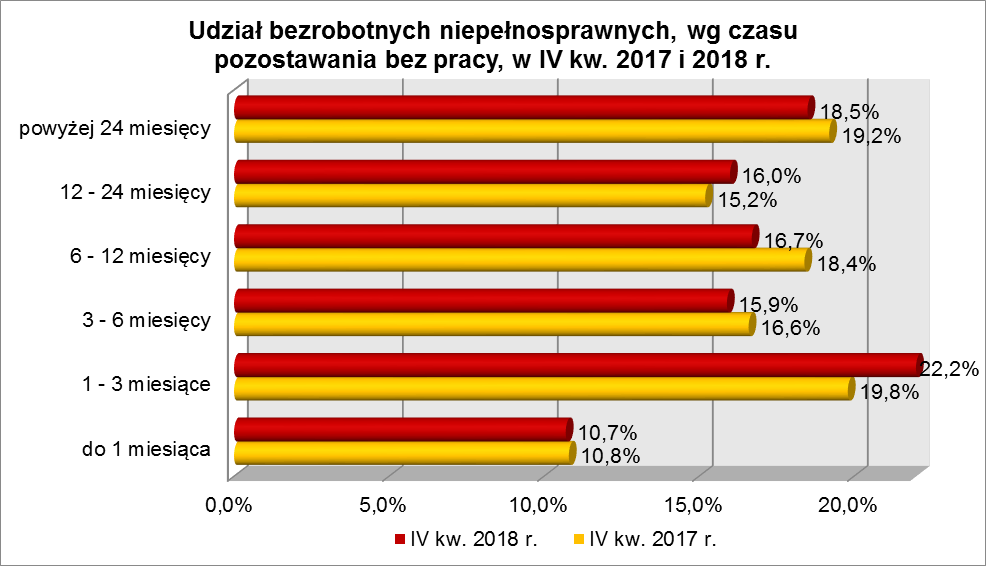 Udział bezrobotnych niepełnosprawnych, wg czasu
pozostawania bez pracy, w IV kw. 2017 i 2018 r.
powyżej 24 miesięcy
18,5%
19,2%
12 - 24 miesięcy
16,0%
15,2%
6 - 12 miesięcy
16,7%
18,4%
3 - 6 miesięcy
15,9%
16,6%
1 - 3 miesiące
22,2%
19,8%
do 1 miesiąca
10,7%
10,8%
0,0% 5,0% 10,0% 15,0% 20,0%
IV kw. 2018 r. IV kw. 2017 r.